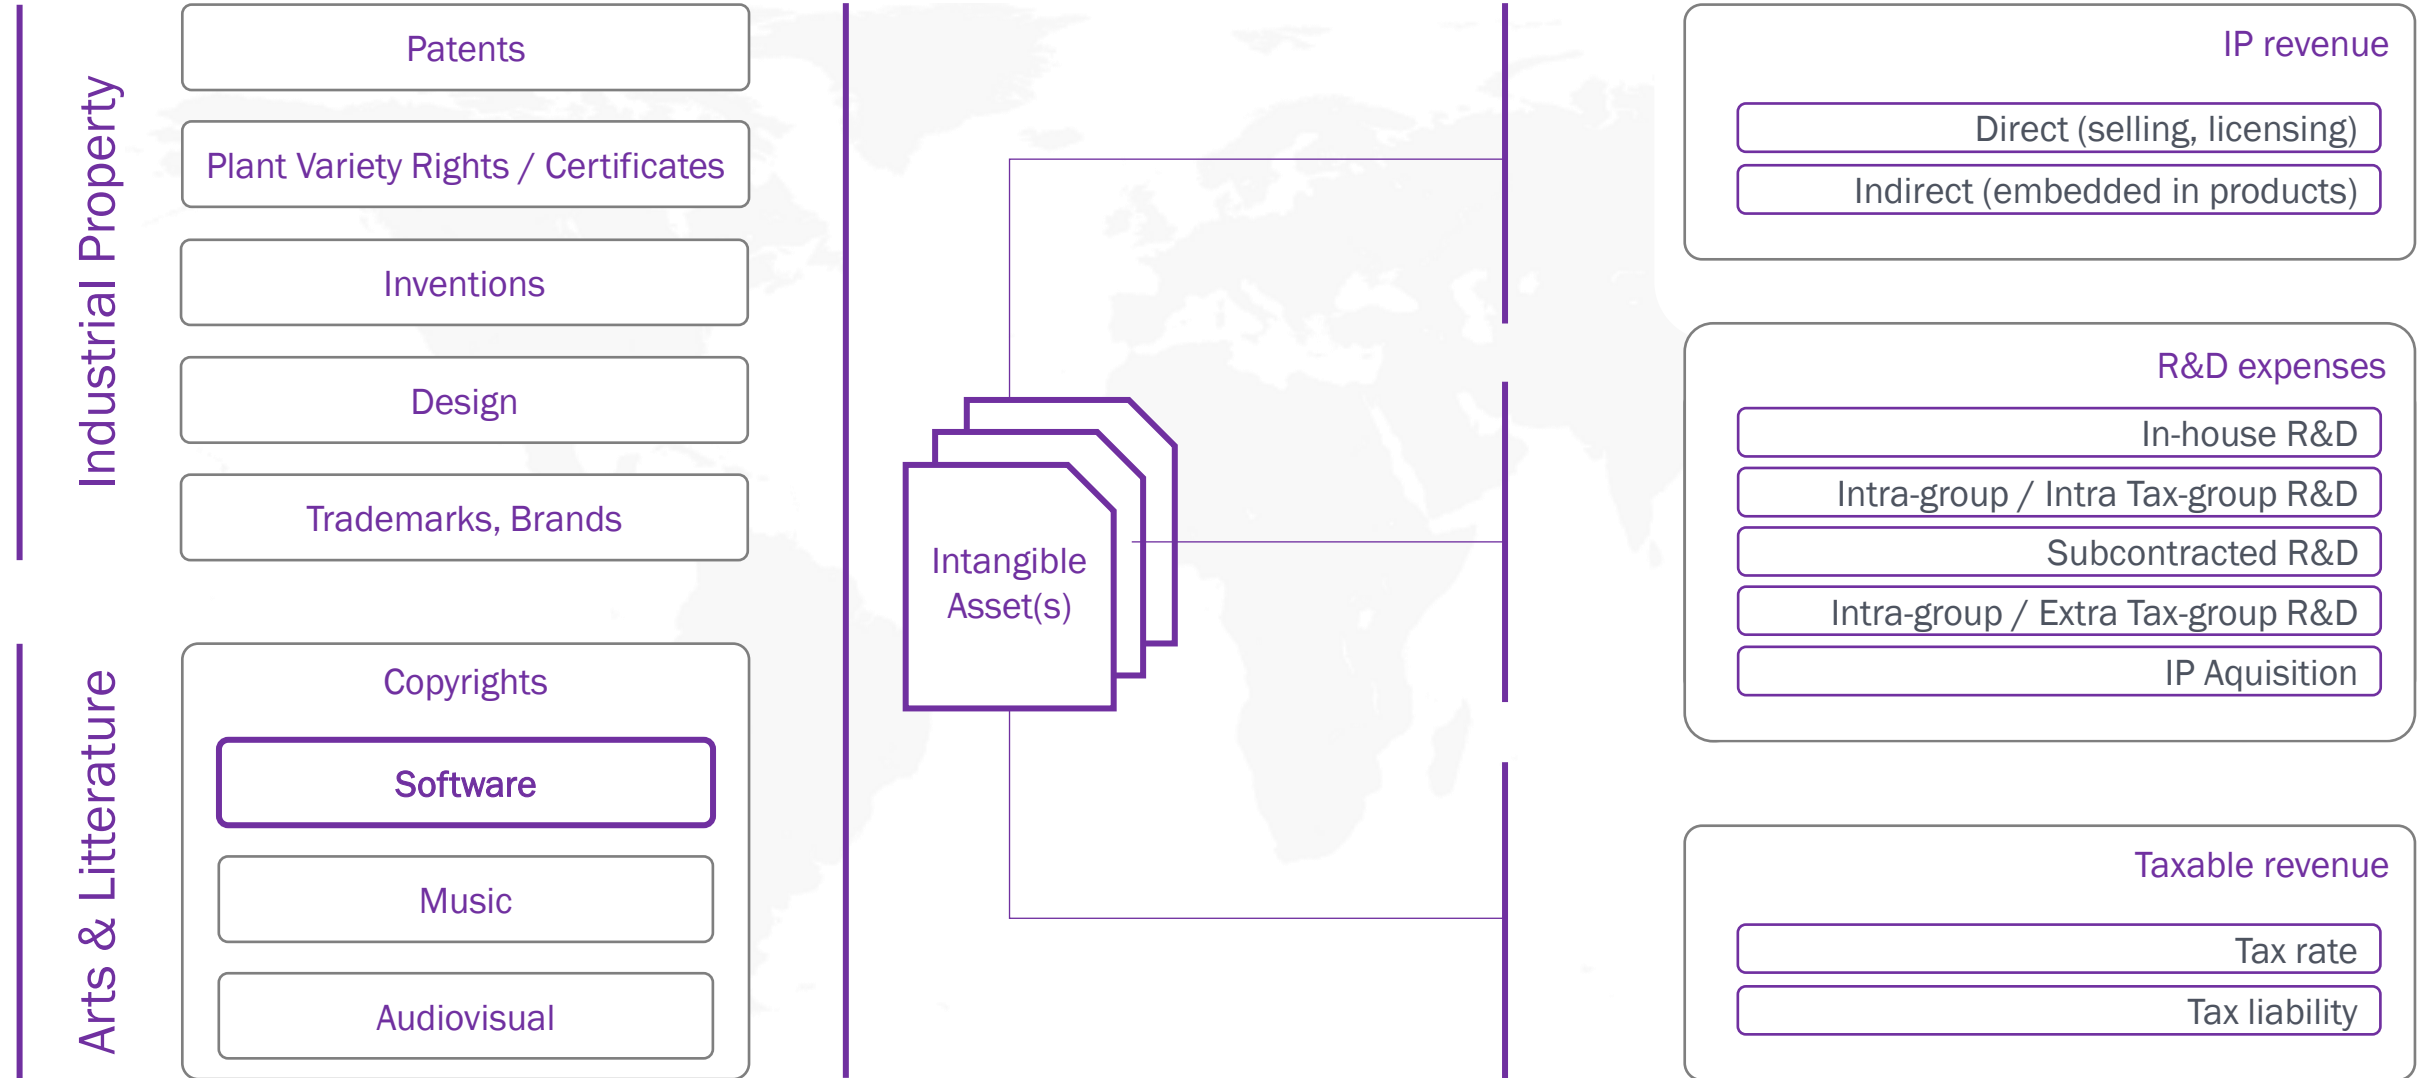 Industrial Property
Patents
Plant Variety Rights / Certificates
Inventions
Design
Trademarks, Brands
Arts & Litterature
Copyrights
Software
Music
Audiovisual
Intangible
Asset(s)
IP revenue
Direct (selling, licensing)
Indirect (embedded in products)
R&D expenses
In-house R&D
Intra-group / Intra Tax-group R&D
Subcontracted R&D
Intra-group / Extra Tax-group R&D
IP Aquisition
Taxable revenue
Tax rate
Tax liability